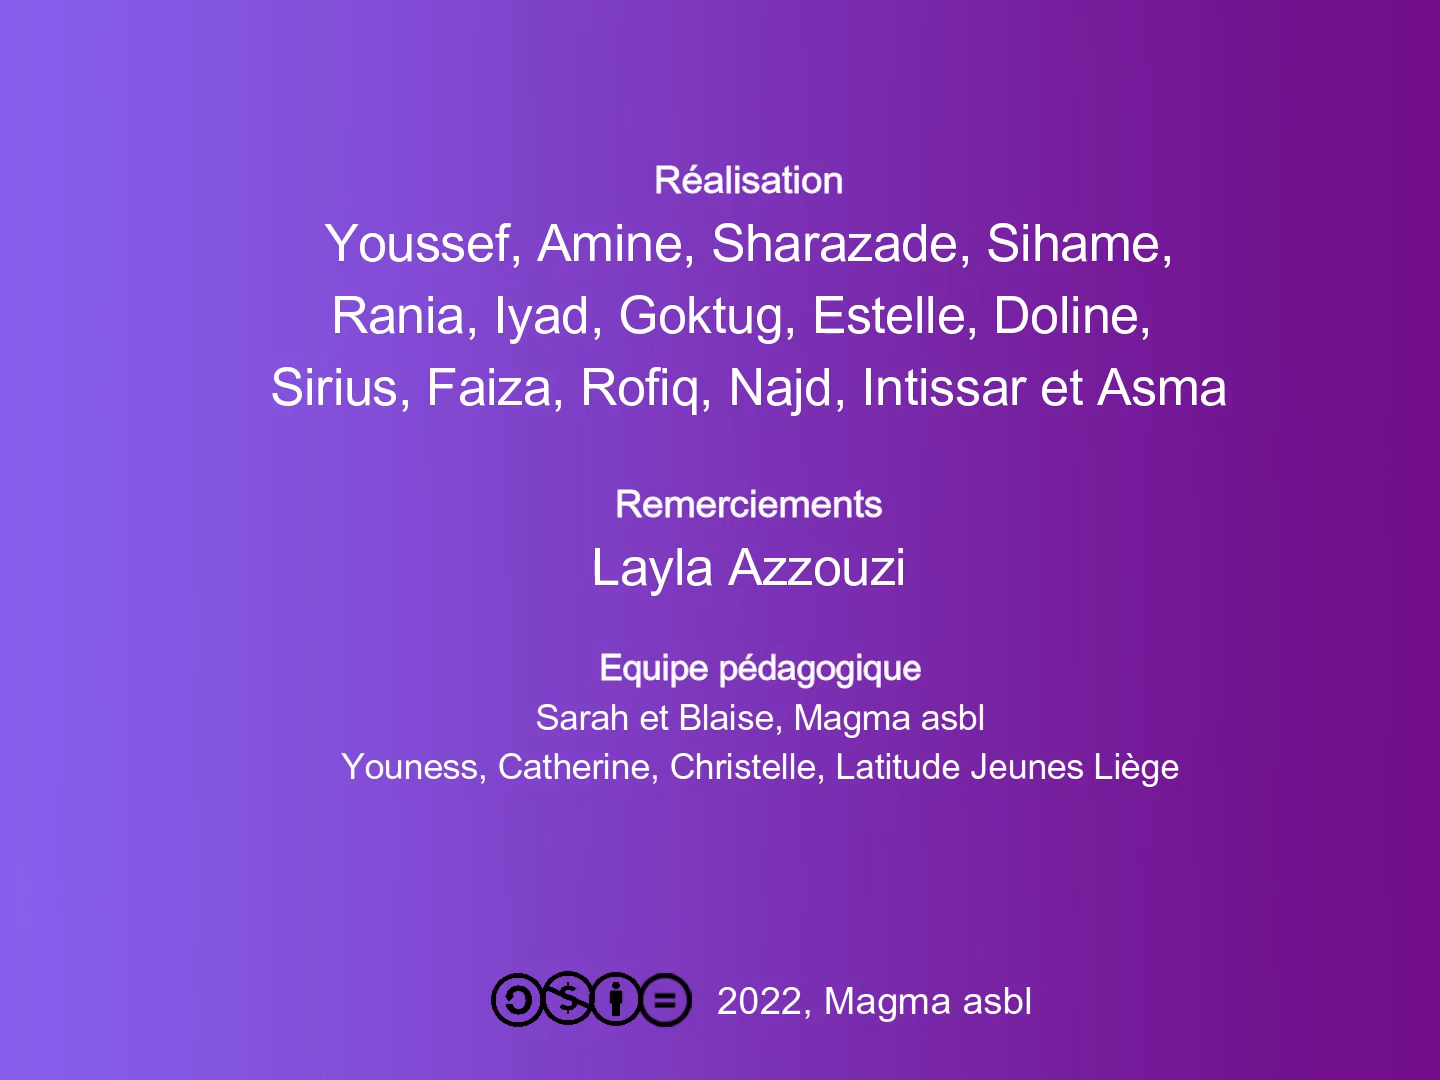 Réalisation
Youssef, Amine, Sharazade, Sihame,
Rania, Iyad, Goktug, Estelle, Doline,
Sirius, Faiza, Rofiq, Najd, Intissar et Asma
Remerciements
Layla Azzouzi
Equipe pédagogique
Sarah et Blaise, Magma asbl
Youness, Catherine, Christelle, Latitude Jeunes Liège
2022, Magma asbl